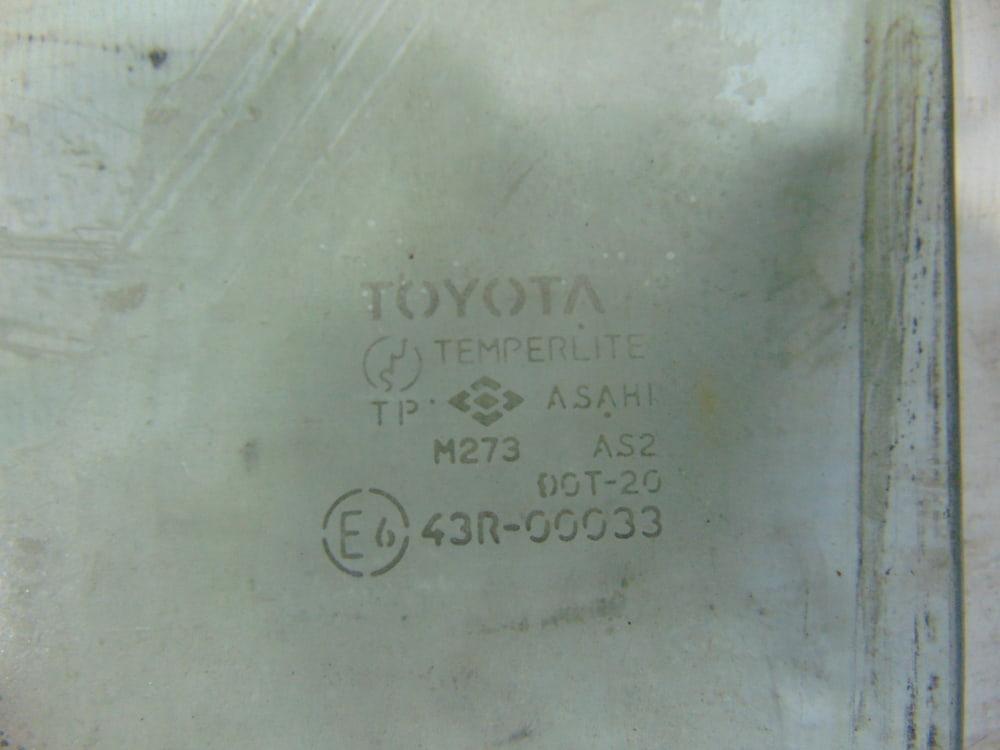 TOYOTA
TEMPERLITE
TP · ASAHI
M273 AS2
DOT-20
E6 43R-00033